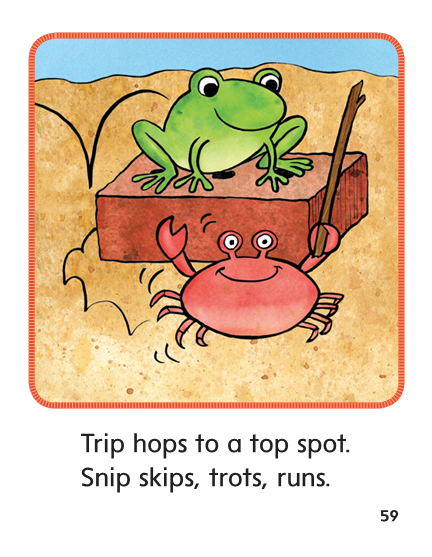 Trip hops to a top spot.
Snip skips, trots, runs.
59